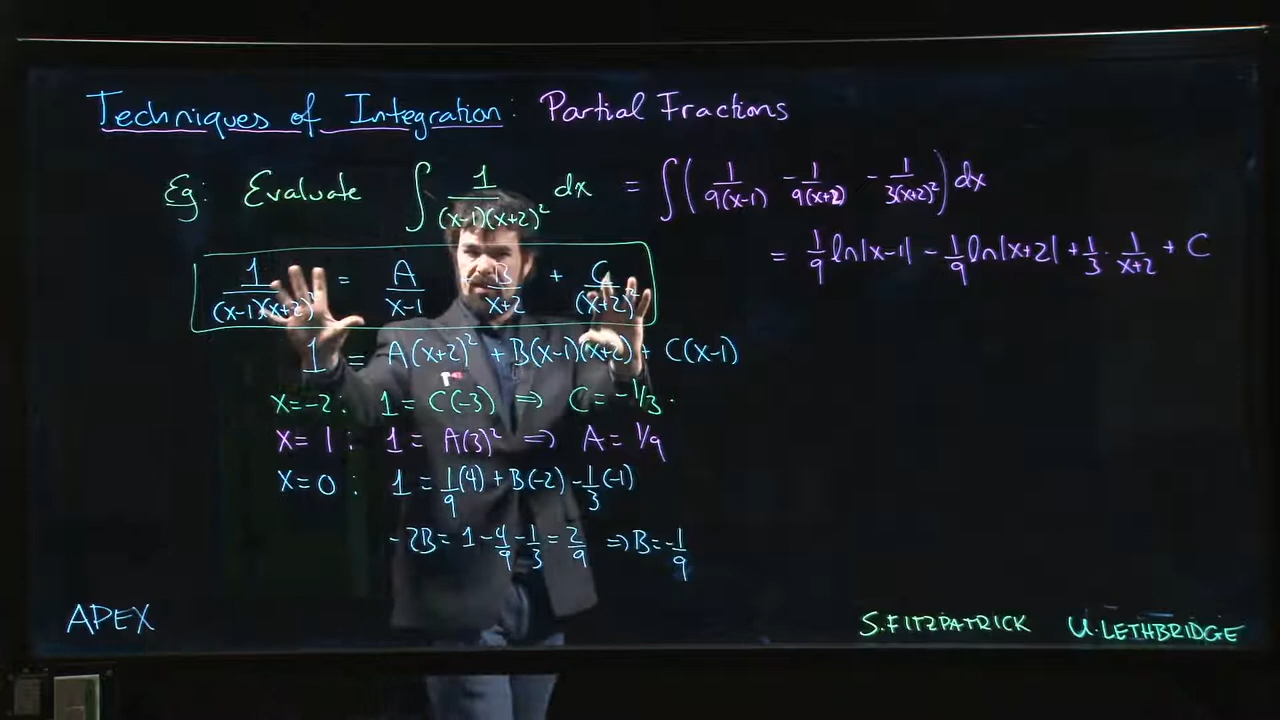 Techniques of Integration: Partial Fractions
Eg: Evaluate ∫ 1/((x-1)(x+2)²) dx = ∫( 1/(9(x-1)) - 1/(9(x+2)) - 1/(3(x+2)²) ) dx
= 1/9 ln|x-1| - 1/9 ln|x+2| + 1/3 · 1/(x+2) + C
1/((x-1)(x+2)²) = A/(x-1) + B/(x+2) + C/(x+2)²
1 = A(x+2)² + B(x-1)(x+2) + C(x-1)
x=-2: 1 = C(-3) ⇒ C = -1/3.
x=1: 1 = A(3)² ⇒ A = 1/9
x=0: 1 = 1/9(4) + B(-2) - 1/3(-1)
-2B = 1 - 4/9 - 1/3 = 2/9 ⇒ B = -1/9
APEX
S.FITZPATRICK U.LETHBRIDGE